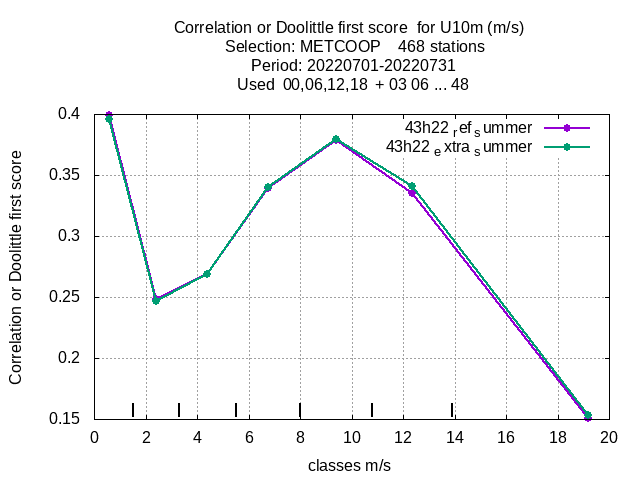 Correlation or Doolittle first score  for U10m (m/s)
Selection: METCOOP    468 stations
Period: 20220701-20220731
Used  00,06,12,18  + 03 06 ... 48
43h22 ref summer
43h22 extra summer
Correlation or Doolittle first score
0.4
0.35
0.3
0.25
0.2
0.15
0 2 4 6 8 10 12 14 16 18 20
classes m/s